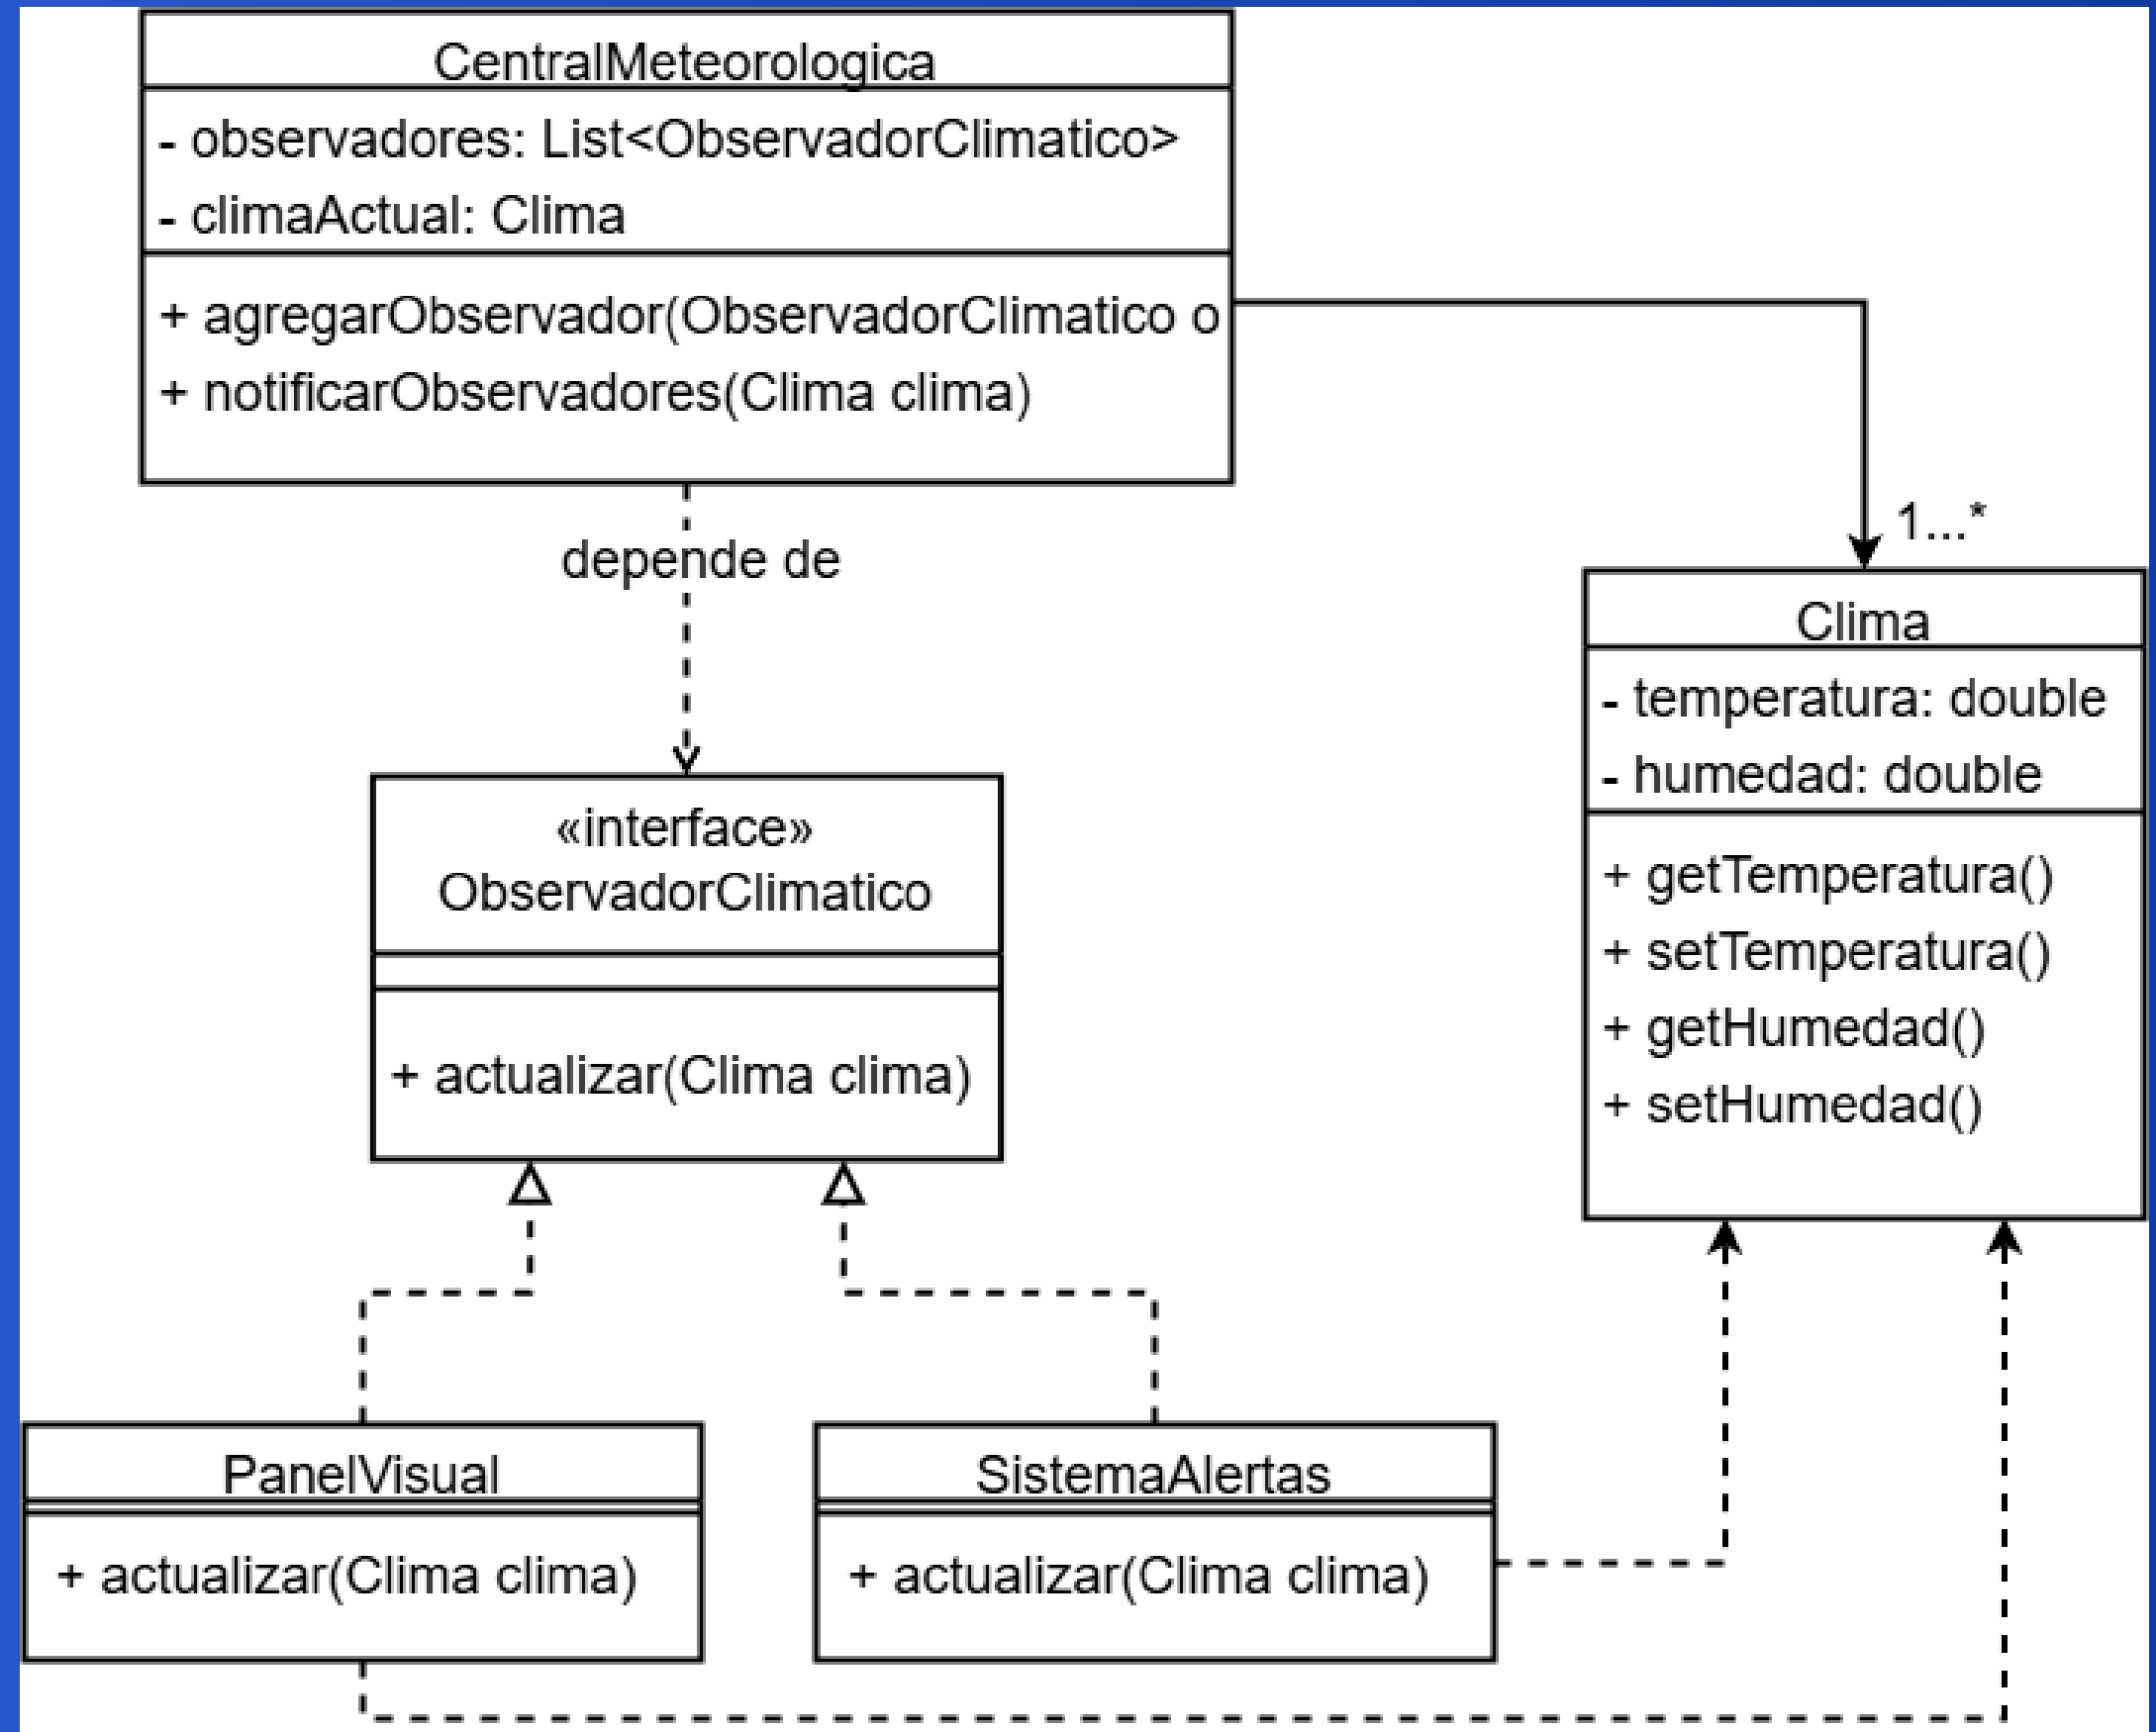 CentralMeteorologica
- observadores: List<ObservadorClimatico>
- climaActual: Clima
+ agregarObservador(ObservadorClimatico o
+ notificarObservadores(Clima clima)
depende de
1...*
Clima
- temperatura: double
- humedad: double
+ getTemperatura()
+ setTemperatura()
+ getHumedad()
+ setHumedad()
«interface»
ObservadorClimatico
+ actualizar(Clima clima)
PanelVisual
+ actualizar(Clima clima)
SistemaAlertas
+ actualizar(Clima clima)